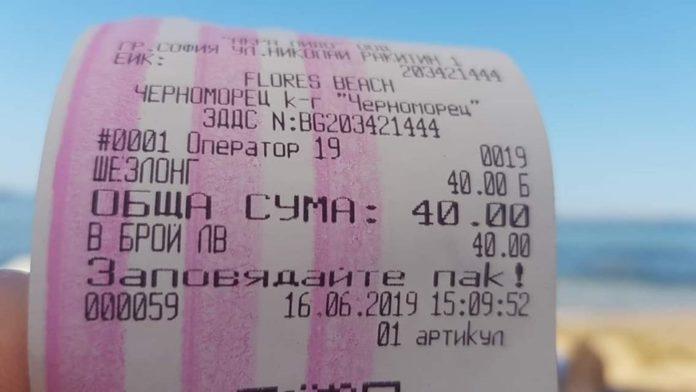 ГР.СОФИЯ УЛ.НИКОЛАЙ РАКИТИН 1
ЕИК: 203421444
FLORES BEACH
ЧЕРНОМОРЕЦ к-г "Черноморец"
ЗДДС N:BG203421444
#0001 Оператор 19 0019
ШЕЗЛОНГ 40.00 Б
ОБЩА СУМА: 40.00
В БРОЙ ЛВ 40.00
Заповядайте пак!
000059 16.06.2019 15:09:52
01 артикул